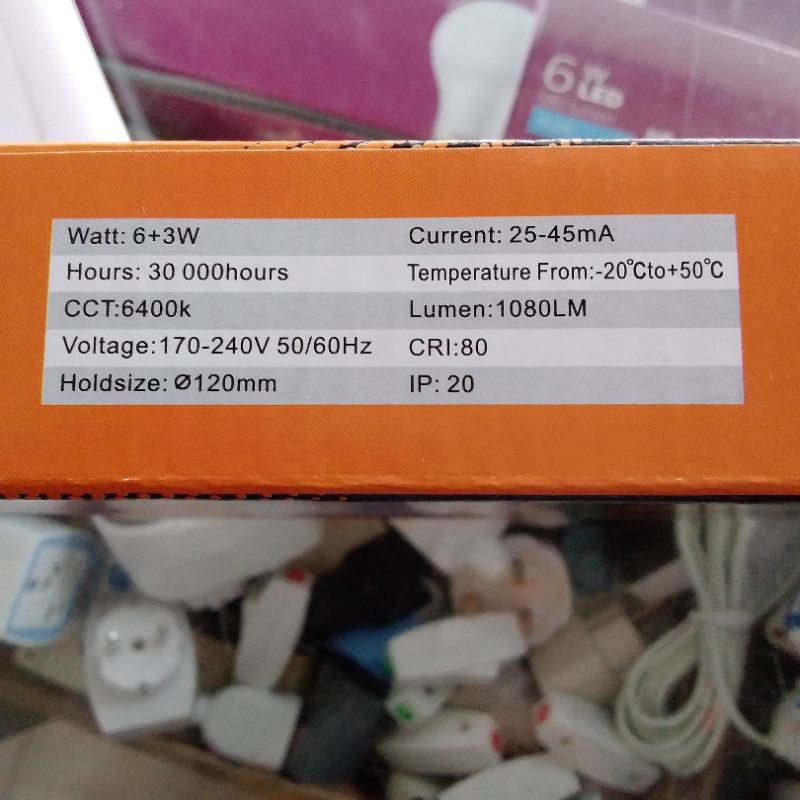 6W
LED
Watt: 6+3W
Current: 25-45mA
Hours: 30 000hours
Temperature From:-20℃to+50℃
CCT:6400k
Lumen:1080LM
Voltage:170-240V 50/60Hz
CRI:80
Holdsize: Ø120mm
IP: 20